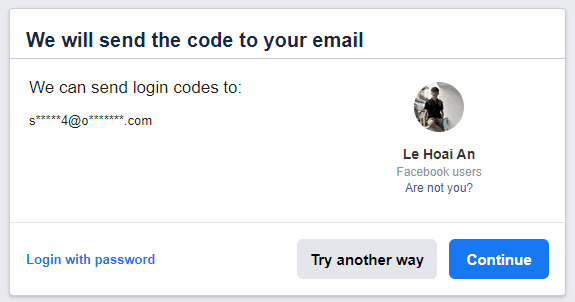 We will send the code to your email
We can send login codes to:
s*****4@o*******.com
Le Hoai An
Facebook users
Are not you?
Login with password
Try another way
Continue